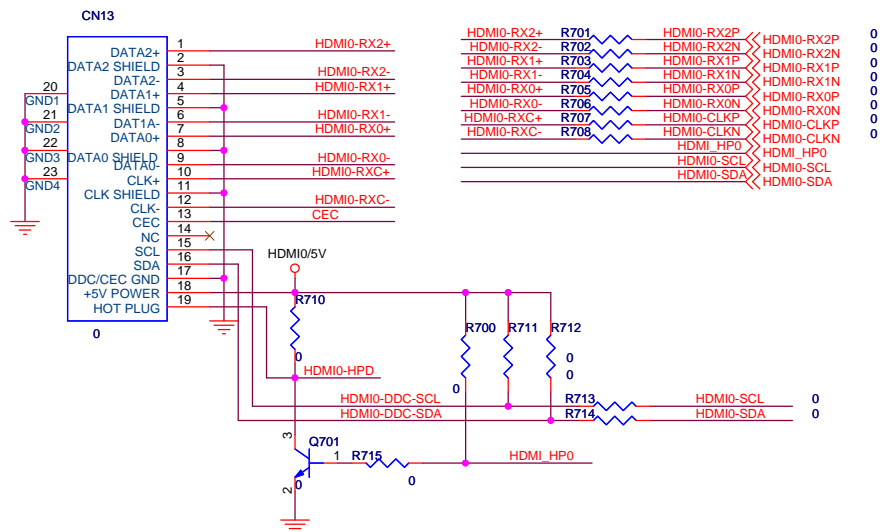 CN13
DATA2+ 1 HDMI0-RX2+
DATA2 SHIELD 2
DATA2- 3 HDMI0-RX2-
DATA1+ 4 HDMI0-RX1+
DATA1 SHIELD 5
DAT1A- 6 HDMI0-RX1-
DATA0+ 7 HDMI0-RX0+
DATA0 SHIELD 8
DATA0- 9 HDMI0-RX0-
CLK+ 10 HDMI0-RXC+
CLK SHIELD 11
CLK- 12 HDMI0-RXC-
CEC 13 CEC
NC 14
SCL 15
SDA 16
DDC/CEC GND 17
+5V POWER 18
HOT PLUG 19
20 GND1
21 GND2
22 GND3
23 GND4
0
HDMI0-RX2+ R701 HDMI0-RX2P HDMI0-RX2P 0
HDMI0-RX2- R702 HDMI0-RX2N HDMI0-RX2N 0
HDMI0-RX1+ R703 HDMI0-RX1P HDMI0-RX1P 0
HDMI0-RX1- R704 HDMI0-RX1N HDMI0-RX1N 0
HDMI0-RX0+ R705 HDMI0-RX0P HDMI0-RX0P 0
HDMI0-RX0- R706 HDMI0-RX0N HDMI0-RX0N 0
HDMI0-RXC+ R707 HDMI0-CLKP HDMI0-CLKP 0
HDMI0-RXC- R708 HDMI0-CLKN HDMI0-CLKN 0
HDMI_HP0 HDMI_HP0
HDMI0-SCL HDMI0-SCL
HDMI0-SDA HDMI0-SDA
HDMI0/5V
R710
0
R700
0
R711
0
R712
0
HDMI0-HPD
HDMI0-DDC-SCL R713 HDMI0-SCL 0
HDMI0-DDC-SDA R714 HDMI0-SDA 0
3
Q701
1
2
0
R715
0
HDMI_HP0